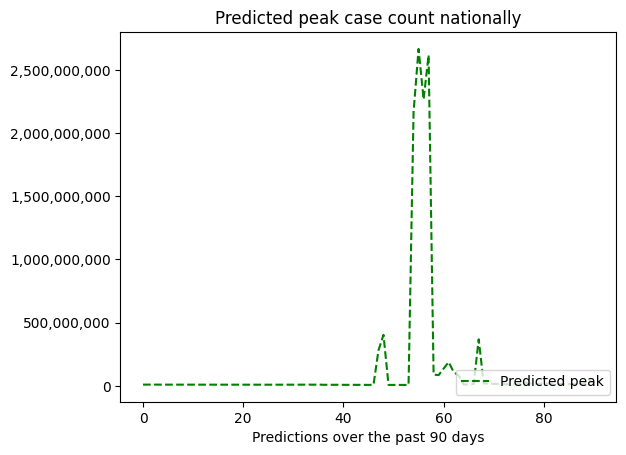 Predicted peak case count nationally
2,500,000,000
2,000,000,000
1,500,000,000
1,000,000,000
500,000,000
0
Predicted peak
0 20 40 60 80
Predictions over the past 90 days